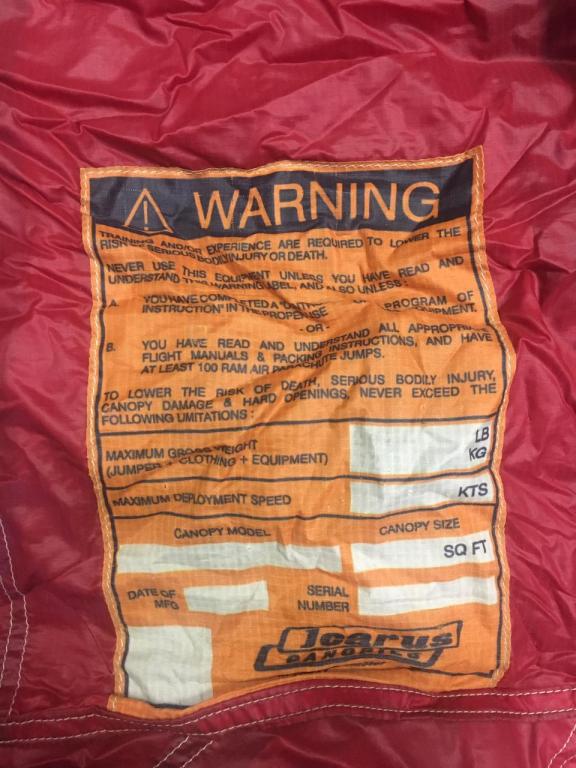 WARNING
TRAINING AND/OR EXPERIENCE ARE REQUIRED TO LOWER THE
RISK OF SERIOUS BODILY INJURY OR DEATH.
NEVER USE THIS EQUIPMENT UNLESS YOU HAVE READ AND
UNDERSTAND THIS WARNING LABEL, AND ALSO UNLESS :
A. YOU HAVE COMPLETED A PROGRAM OF
INSTRUCTION" IN THE PROPER USE EQUIPMENT.
- OR -
B. YOU HAVE READ AND UNDERSTAND ALL APPROPRIATE
FLIGHT MANUALS & PACKING INSTRUCTIONS, AND HAVE
AT LEAST 100 RAM AIR PARACHUTE JUMPS.
TO LOWER THE RISK OF DEATH, SERIOUS BODILY INJURY,
CANOPY DAMAGE & HARD OPENINGS, NEVER EXCEED THE
FOLLOWING LIMITATIONS :
MAXIMUM GROSS WEIGHT LB
(JUMPER + CLOTHING + EQUIPMENT) KG
MAXIMUM DEPLOYMENT SPEED KTS
CANOPY MODEL CANOPY SIZE
SQ FT
DATE OF SERIAL
MFG NUMBER
Icarus
CANOPIES